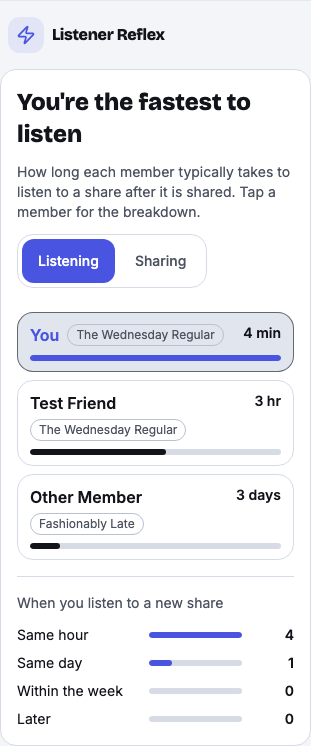 Listener Reflex
You're the fastest to
listen
How long each member typically takes to
listen to a share after it is shared. Tap a
member for the breakdown.
Listening Sharing
You The Wednesday Regular 4 min
Test Friend 3 hr
The Wednesday Regular
Other Member 3 days
Fashionably Late
When you listen to a new share
Same hour 4
Same day 1
Within the week 0
Later 0